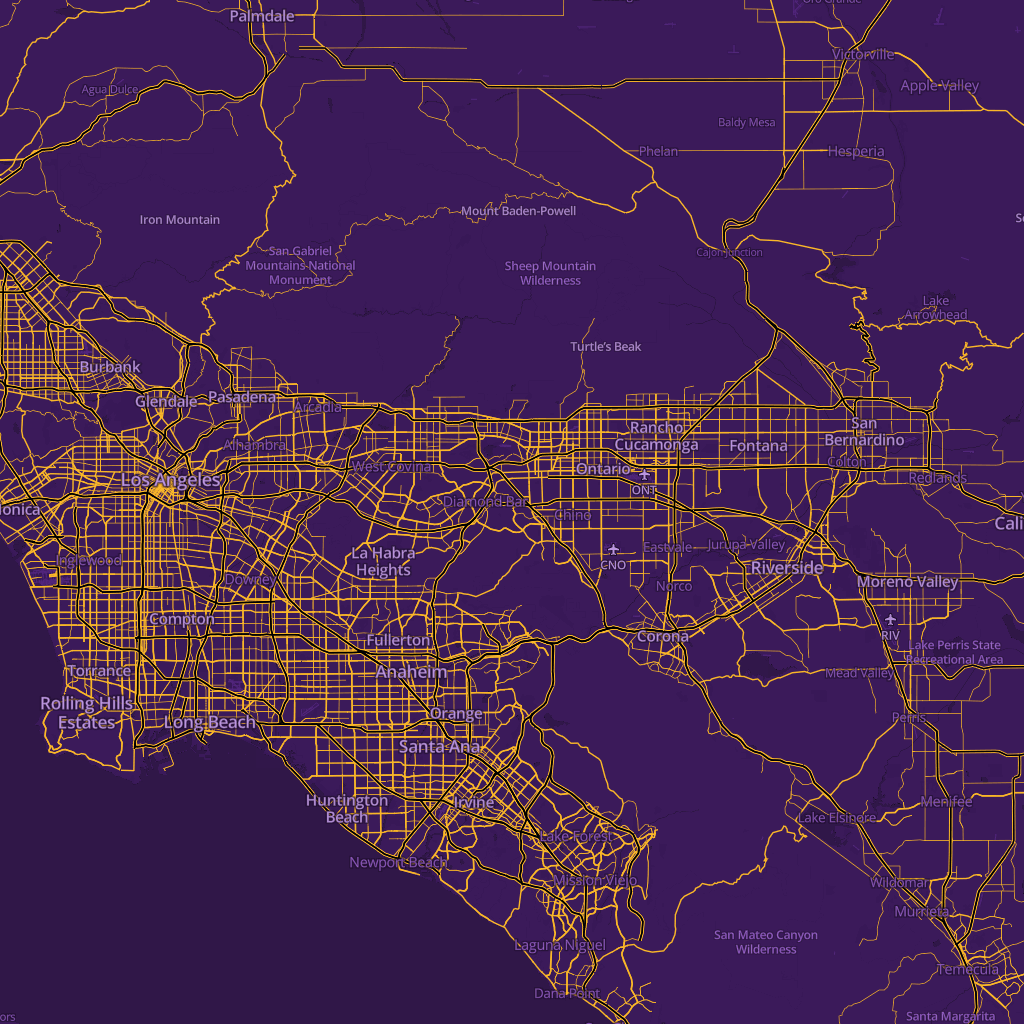 Palmdale
Oro Grande
Victorville
Agua Dulce
Apple Valley
Baldy Mesa
Phelan
Hesperia
Iron Mountain
Mount Baden-Powell
San Gabriel
Mountains National
Monument
Cajon Junction
Sheep Mountain
Wilderness
Lake
Arrowhead
Turtle's Beak
Burbank
Glendale
Pasadena
Arcadia
Rancho
Cucamonga
San
Bernardino
Alhambra
Fontana
West Covina
Ontario
Colton
Los Angeles
Redlands
ONT
Diamond Bar
onica
Chino
Cali
La Habra
Heights
Inglewood
Eastvale
Jurupa Valley
CNO
Riverside
Downey
Norco
Moreno Valley
Compton
RIV
Fullerton
Corona
Lake Perris State
Recreational Area
Torrance
Anaheim
Mead Valley
Rolling Hills
Estates
Long Beach
Orange
Perris
Santa Ana
Huntington
Beach
Irvine
Menifee
Lake Elsinore
Lake Forest
Newport Beach
Mission Viejo
Wildomar
Murrieta
Laguna Niguel
San Mateo Canyon
Wilderness
Temecula
Dana Point
ors
Santa Margarita